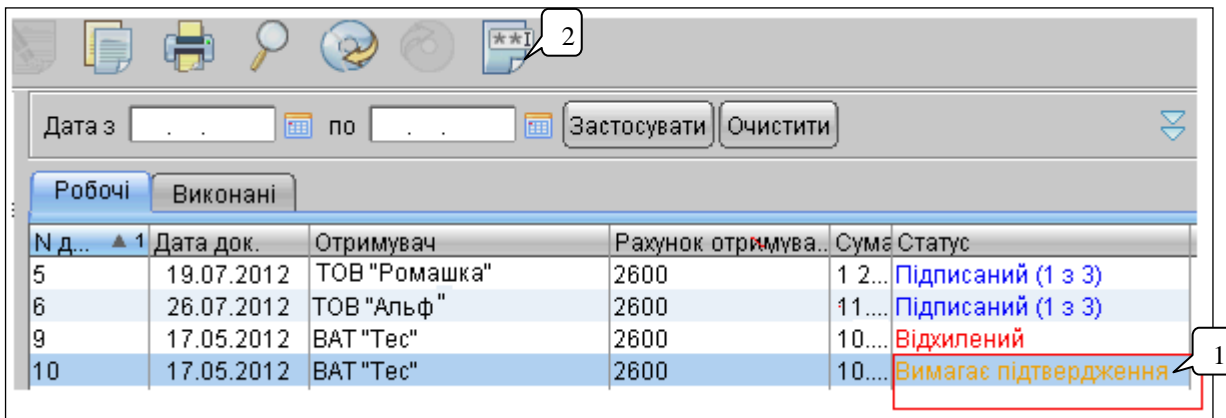 **I 2
Дата з . . по . . Застосувати Очистити
Робочі Виконані
N д... ▲ 1 Дата док. Отримувач Рахунок отримува... Сума Статус
5 19.07.2012 ТОВ "Ромашка" 2600 1 2... Підписаний (1 з 3)
6 26.07.2012 ТОВ "Альф" 2600 11.... Підписаний (1 з 3)
9 17.05.2012 ВАТ "Тес" 2600 10.... Відхилений
10 17.05.2012 ВАТ "Тес" 2600 10.... Вимагає підтвердження 1